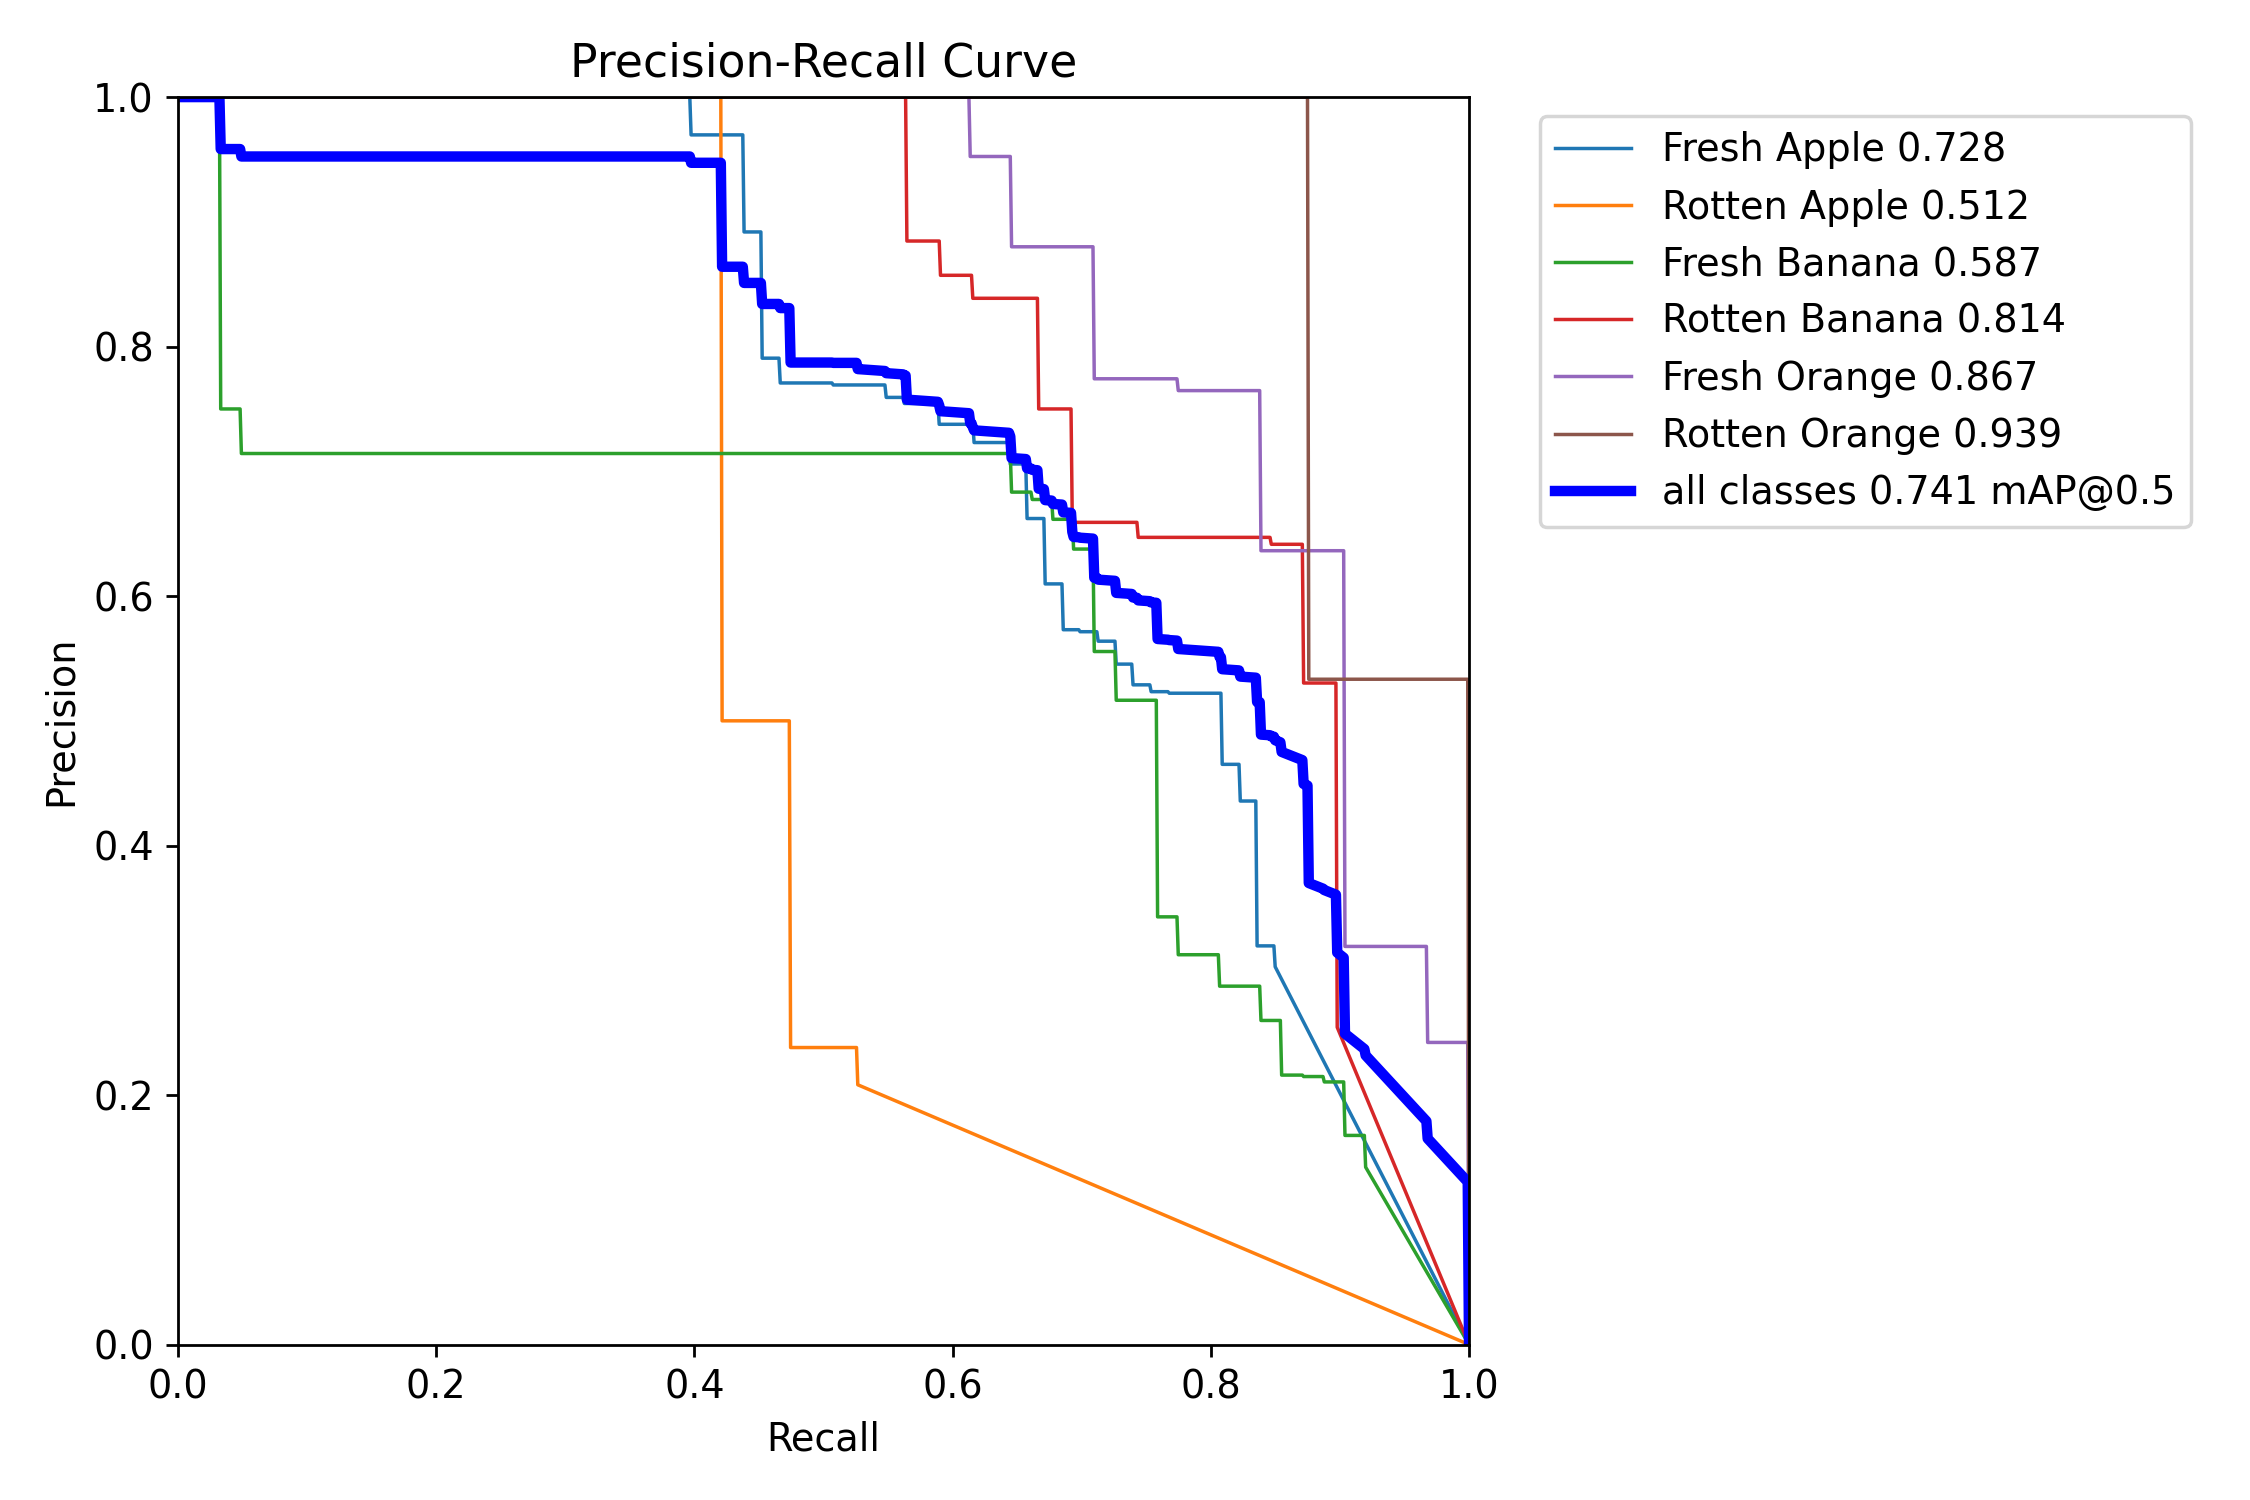 Precision-Recall Curve
1.0
0.8
0.6
0.4
0.2
0.0
Precision
0.0 0.2 0.4 0.6 0.8 1.0
Recall
Fresh Apple 0.728
Rotten Apple 0.512
Fresh Banana 0.587
Rotten Banana 0.814
Fresh Orange 0.867
Rotten Orange 0.939
all classes 0.741 mAP@0.5